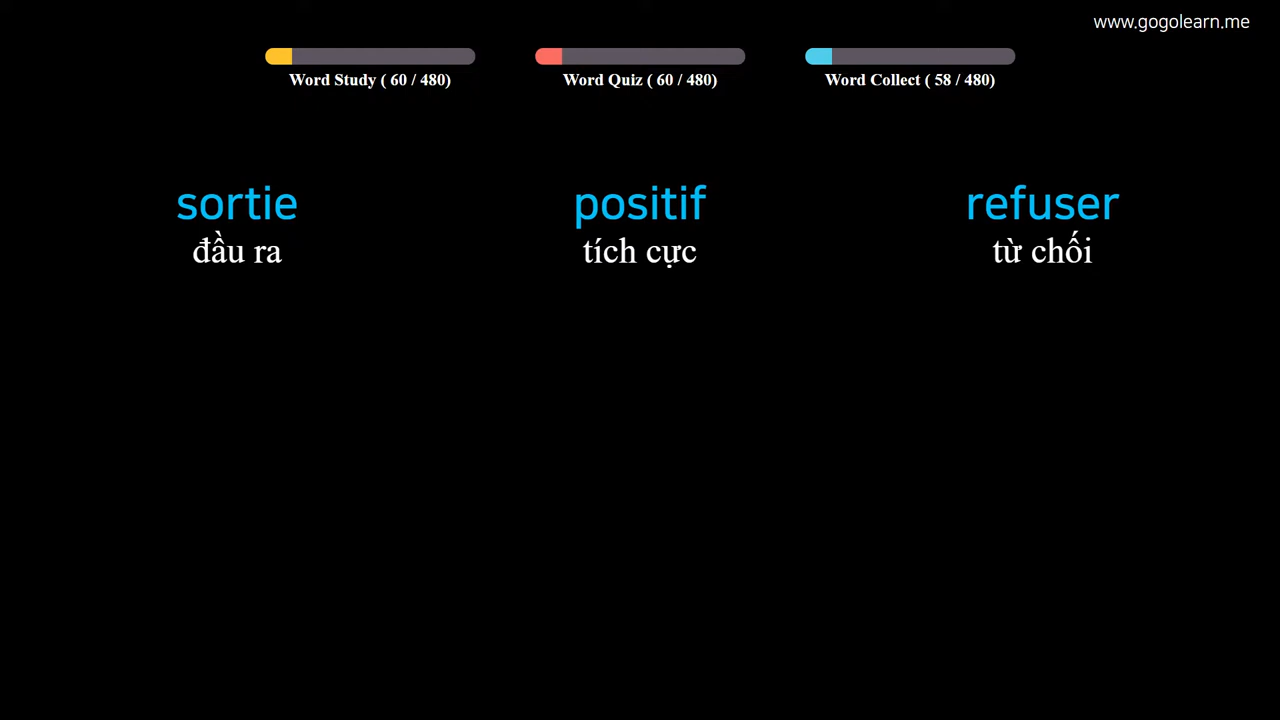 www.gogolearn.me
Word Study ( 60 / 480)
Word Quiz ( 60 / 480)
Word Collect ( 58 / 480)
sortie
đầu ra
positif
tích cực
refuser
từ chối